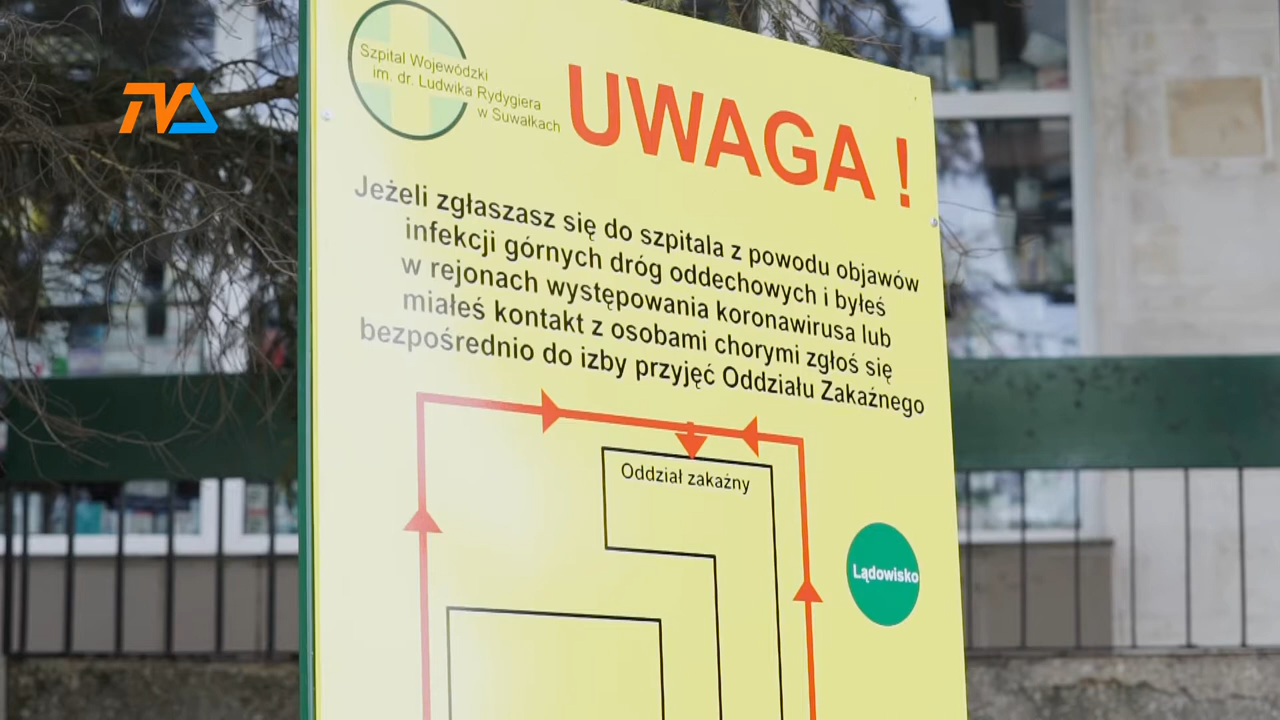 TVA
Szpital Wojewódzki
im. dr. Ludwika Rydygiera
w Suwałkach
UWAGA !
Jeżeli zgłaszasz się do szpitala z powodu objawów
infekcji górnych dróg oddechowych i byłeś
w rejonach występowania koronawirusa lub
miałeś kontakt z osobami chorymi zgłoś się
bezpośrednio do izby przyjęć Oddziału Zakaźnego
Oddział zakaźny
Lądowisko